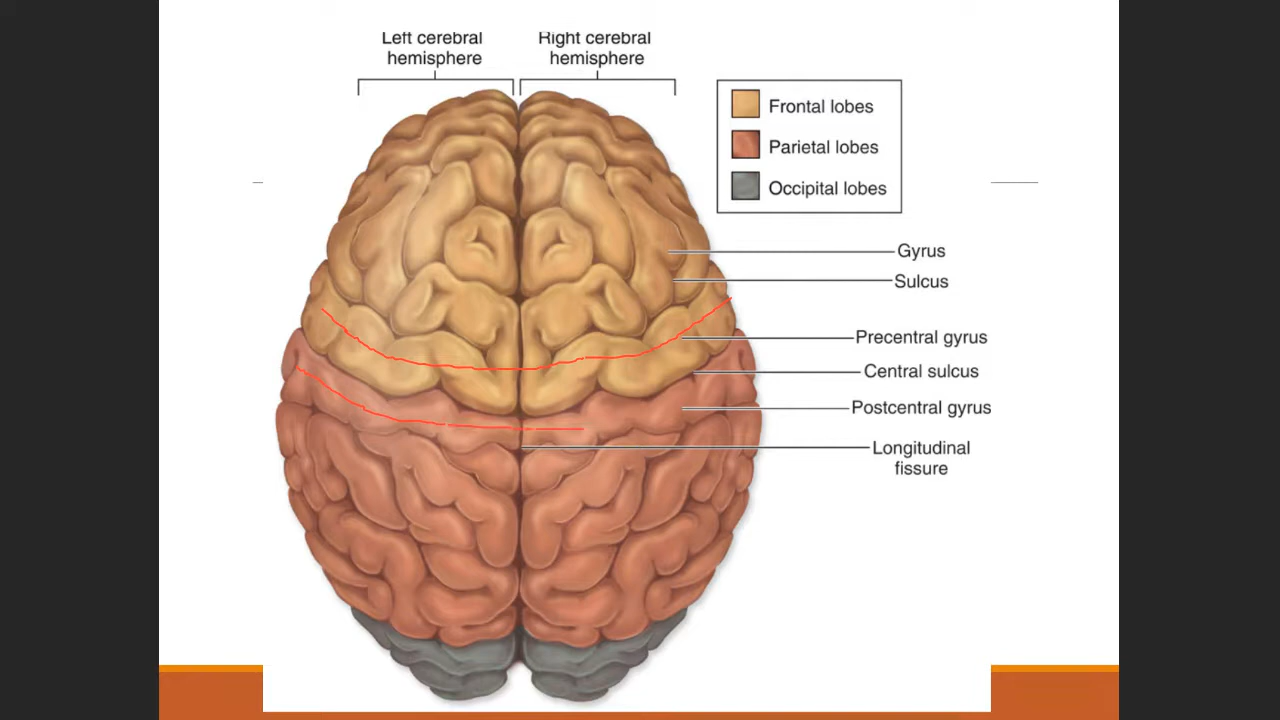 Left cerebral
hemisphere
Right cerebral
hemisphere
Frontal lobes
Parietal lobes
Occipital lobes
Gyrus
Sulcus
Precentral gyrus
Central sulcus
Postcentral gyrus
Longitudinal
fissure